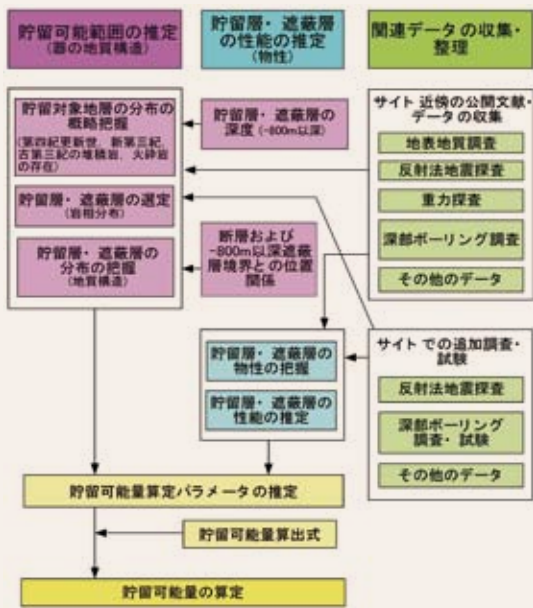 貯留可能範囲の推定
(器の地質構造)
貯留層・遮蔽層
の性能の推定
(物性)
関連データの収集・
整理
貯留対象地層の分布の
概略把握
(第四紀更新世，新第三紀，
古第三紀の堆積岩，火砕岩
の存在)
貯留層・遮蔽層の選定
(岩相分布)
貯留層・遮蔽層の
分布の把握
(地質構造)
貯留層・遮蔽層の
深度(-800m以深)
断層および
-800m以深遮蔽
層境界との位置
関係
サイト近傍の公開文献・
データの収集
地表地質調査
反射法地震探査
重力探査
深部ボーリング調査
その他のデータ
貯留層・遮蔽層の
物性の把握
貯留層・遮蔽層の
性能の推定
サイトでの追加調査・
試験
反射法地震探査
深部ボーリング
調査・試験
その他のデータ
貯留可能量算定パラメータの推定
貯留可能量算出式
貯留可能量の算定